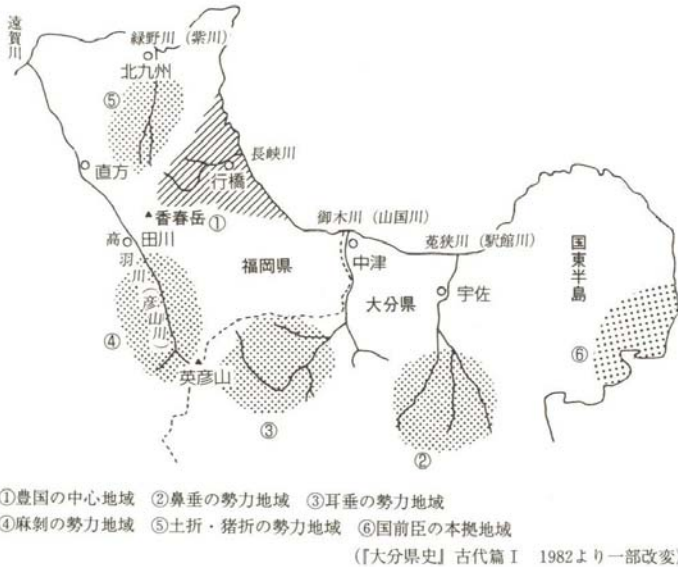 遠賀川
緑野川（紫川）
北九州
⑤
長峡川
直方
行橋
香春岳
①
御木川（山国川）
高羽川（彦山川）
田川
菟狭川（駅館川）
中津
国東半島
福岡県
大分県
宇佐
④
⑥
英彦山
③
②
①豊国の中心地域　②鼻垂の勢力地域　③耳垂の勢力地域
④麻剝の勢力地域　⑤土折・猪折の勢力地域　⑥国前臣の本拠地域
（『大分県史』古代篇Ⅰ　1982より一部改変）